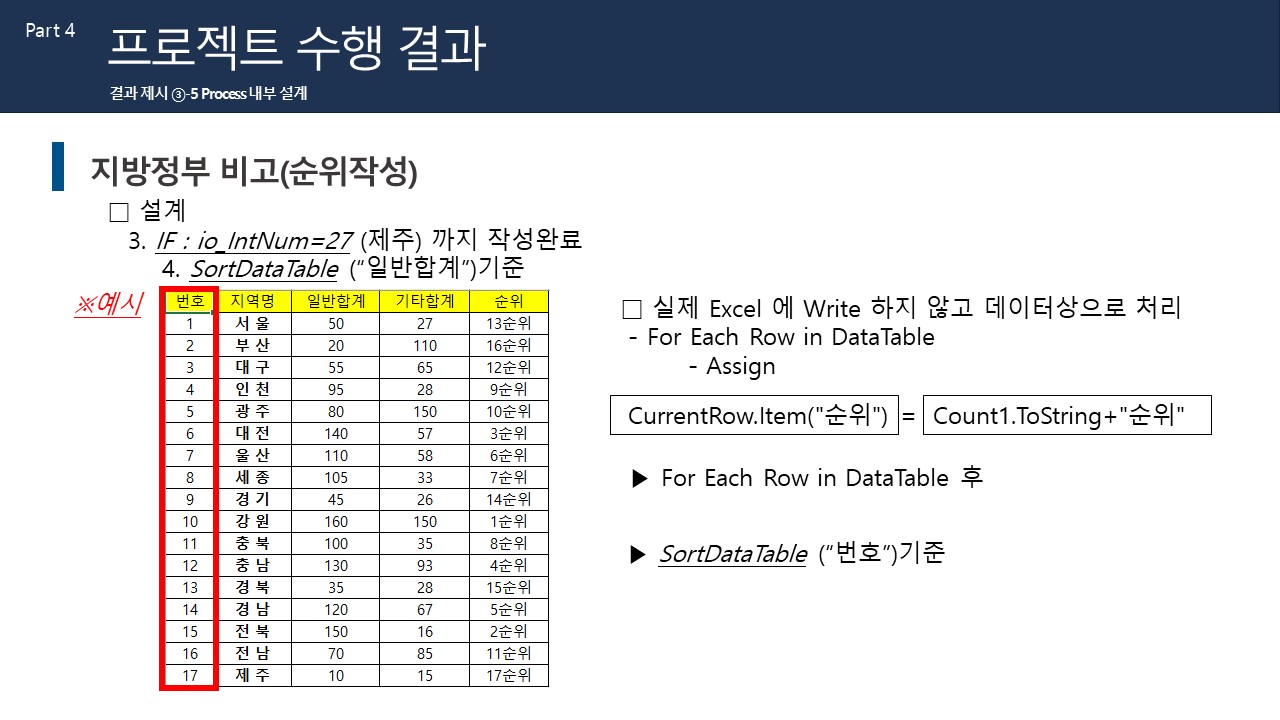 Part 4
프로젝트 수행 결과
결과 제시 ③-5 Process 내부 설계
지방정부 비고(순위작성)
□ 설계
3. IF : io_IntNum=27 (제주) 까지 작성완료
4. SortDataTable (“일반합계”)기준
※예시
번호 지역명 일반합계 기타합계 순위
1 서 울 50 27 13순위
2 부 산 20 110 16순위
3 대 구 55 65 12순위
4 인 천 95 28 9순위
5 광 주 80 150 10순위
6 대 전 140 57 3순위
7 울 산 110 58 6순위
8 세 종 105 33 7순위
9 경 기 45 26 14순위
10 강 원 160 150 1순위
11 충 북 100 35 8순위
12 충 남 130 93 4순위
13 경 북 35 28 15순위
14 경 남 120 67 5순위
15 전 북 150 16 2순위
16 전 남 70 85 11순위
17 제 주 10 15 17순위
□ 실제 Excel 에 Write 하지 않고 데이터상으로 처리
- For Each Row in DataTable
- Assign
CurrentRow.Item("순위") = Count1.ToString+"순위"
▶ For Each Row in DataTable 후
▶ SortDataTable (“번호”)기준